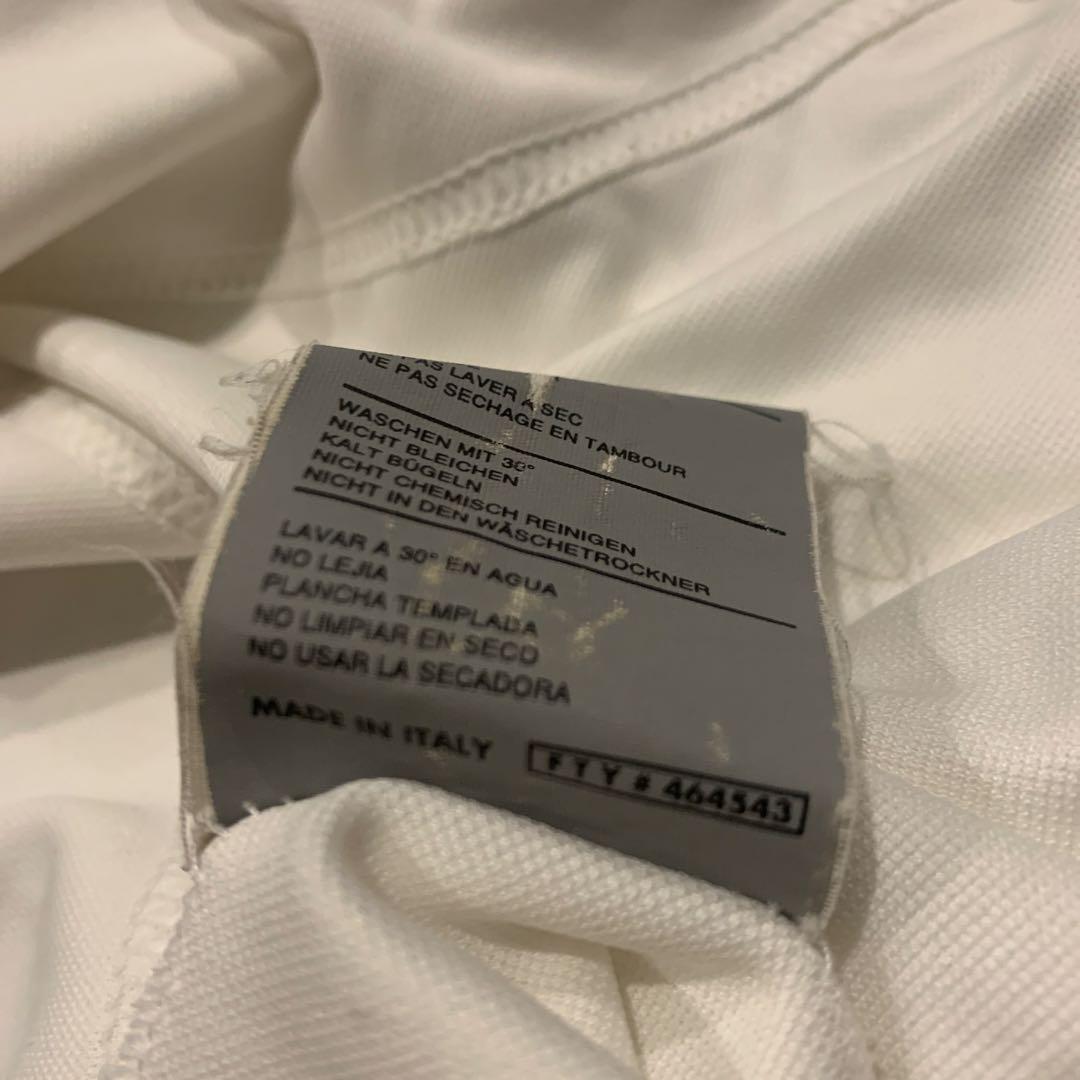 PAS LAVER A SEC
NE PAS SECHAGE EN TAMBOUR
WASCHEN MIT 30°
NICHT BLEICHEN
KALT BÜGELN
NICHT CHEMISCH REINIGEN
NICHT IN DEN WÄSCHETROCKNER
LAVAR A 30° EN AGUA
NO LEJIA
PLANCHA TEMPLADA
NO LIMPIAR EN SECO
NO USAR LA SECADORA
MADE IN ITALY
FTY # 464543